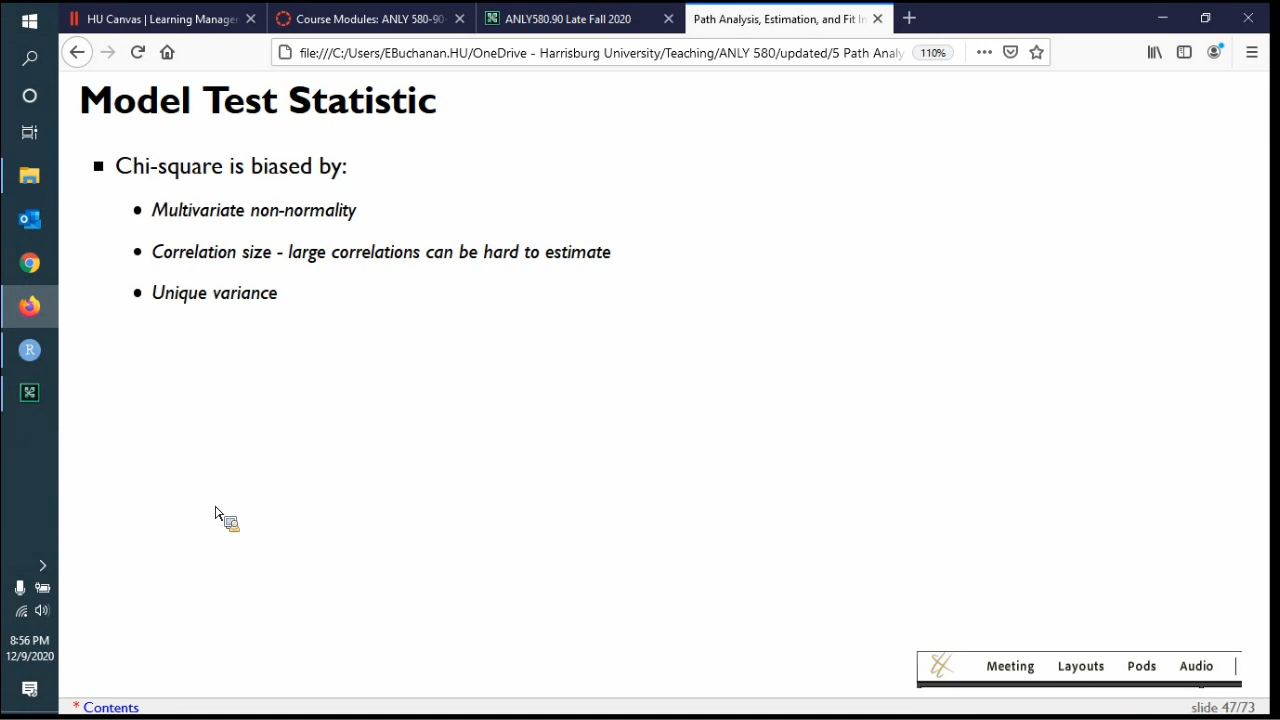 HU Canvas | Learning Manage
Course Modules: ANLY 580-90-
ANLY580.90 Late Fall 2020
Path Analysis, Estimation, and Fit In
file:///C:/Users/EBuchanan.HU/OneDrive - Harrisburg University/Teaching/ANLY 580/updated/5 Path Analy
110%
Model Test Statistic
Chi-square is biased by:
Multivariate non-normality
Correlation size - large correlations can be hard to estimate
Unique variance
R
8:56 PM
12/9/2020
Meeting Layouts Pods Audio
* Contents
slide 47/73